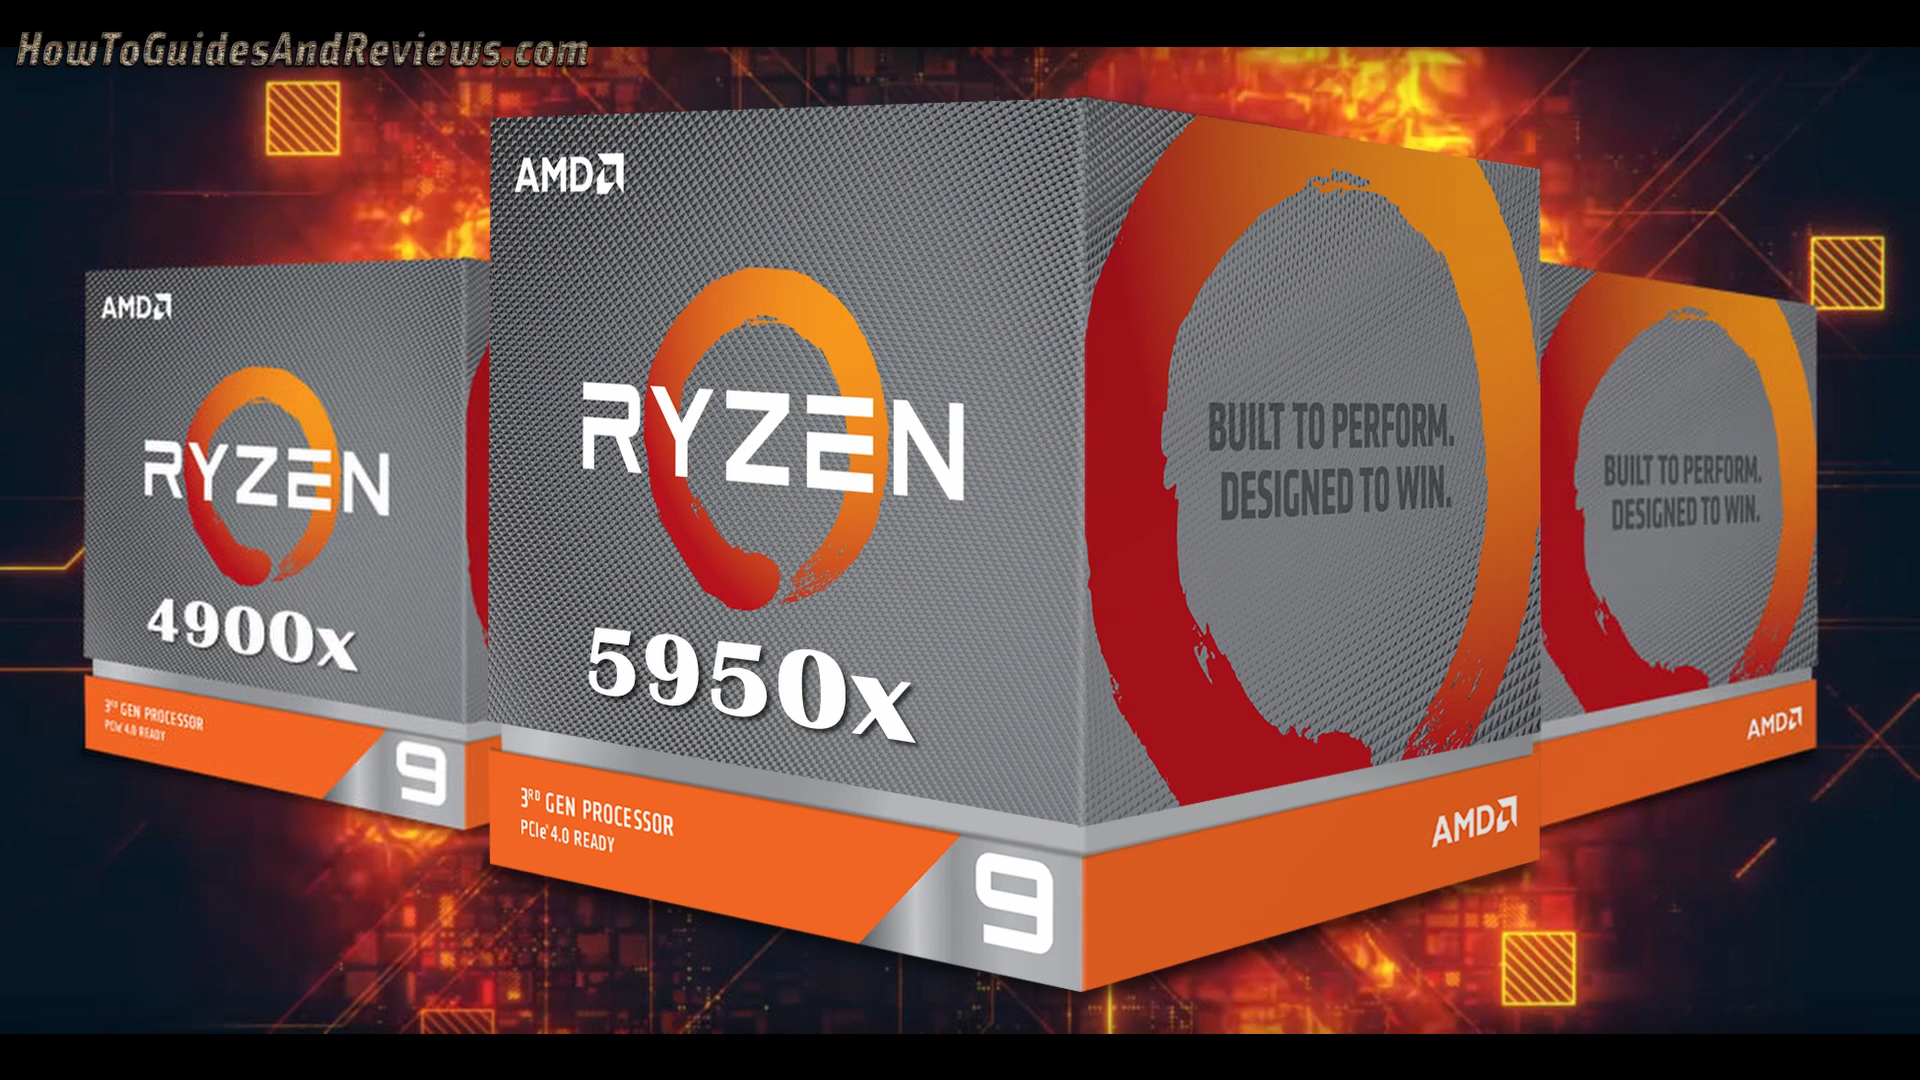 HowToGuidesAndReviews.com
AMD
RYZEN
4900x
3RD GEN PROCESSOR
PCIe® 4.0 READY
9
AMD
RYZEN
5950x
3RD GEN PROCESSOR
PCIe® 4.0 READY
9
BUILT TO PERFORM.
DESIGNED TO WIN.
AMD
BUILT TO PERFORM.
DESIGNED TO WIN.
AMD